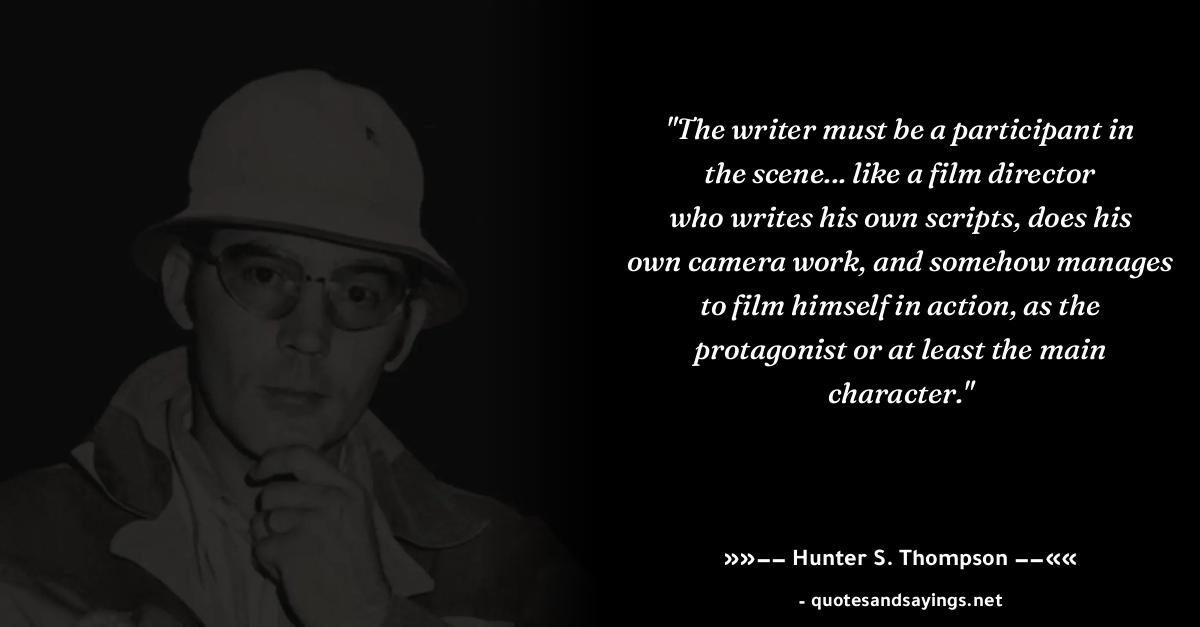 "The writer must be a participant in
the scene... like a film director
who writes his own scripts, does his
own camera work, and somehow manages
to film himself in action, as the
protagonist or at least the main
character."
»»—— Hunter S. Thompson ——««
- quotesandsayings.net